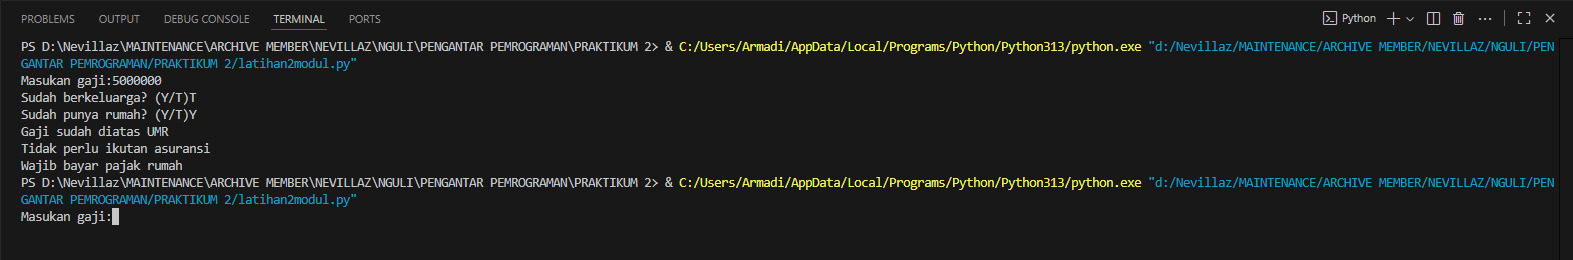 PROBLEMS OUTPUT DEBUG CONSOLE TERMINAL PORTS Python
PS D:\Nevillaz\MAINTENANCE\ARCHIVE MEMBER\NEVILLAZ\NGULI\PENGANTAR PEMROGRAMAN\PRAKTIKUM 2> & C:/Users/Armadi/AppData/Local/Programs/Python/Python313/python.exe "d:/Nevillaz/MAINTENANCE/ARCHIVE MEMBER/NEVILLAZ/NGULI/PEN
GANTAR PEMROGRAMAN/PRAKTIKUM 2/latihan2modul.py"
Masukan gaji:5000000
Sudah berkeluarga? (Y/T)T
Sudah punya rumah? (Y/T)Y
Gaji sudah diatas UMR
Tidak perlu ikutan asuransi
Wajib bayar pajak rumah
PS D:\Nevillaz\MAINTENANCE\ARCHIVE MEMBER\NEVILLAZ\NGULI\PENGANTAR PEMROGRAMAN\PRAKTIKUM 2> & C:/Users/Armadi/AppData/Local/Programs/Python/Python313/python.exe "d:/Nevillaz/MAINTENANCE/ARCHIVE MEMBER/NEVILLAZ/NGULI/PEN
GANTAR PEMROGRAMAN/PRAKTIKUM 2/latihan2modul.py"
Masukan gaji: